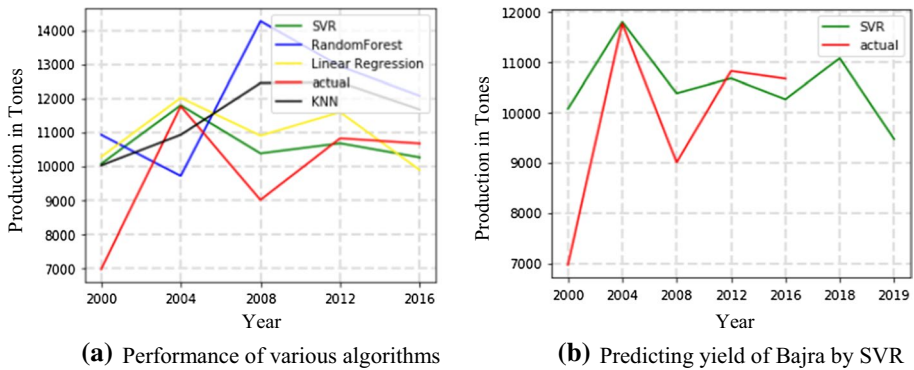 14000
13000
12000
11000
10000
9000
8000
7000
Production in Tones
SVR
RandomForest
Linear Regression
actual
KNN
2000 2004 2008 2012 2016
Year
(a) Performance of various algorithms
12000
11000
10000
9000
8000
7000
Production in Tones
SVR
actual
2000 2004 2008 2012 2016 2018 2019
Year
(b) Predicting yield of Bajra by SVR